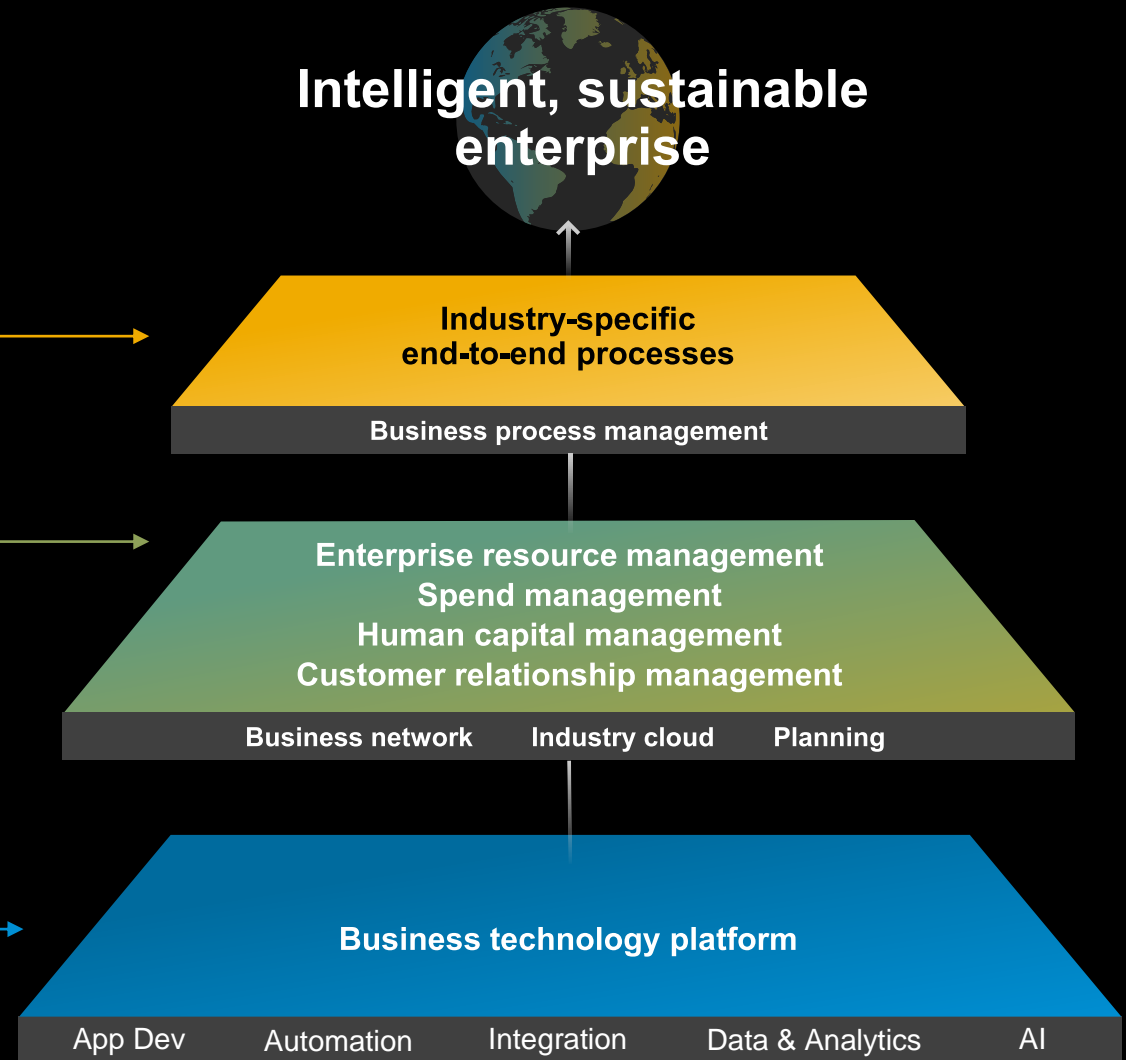 Intelligent, sustainable
enterprise
Industry-specific
end-to-end processes
Business process management
Enterprise resource management
Spend management
Human capital management
Customer relationship management
Business network Industry cloud Planning
Business technology platform
App Dev Automation Integration Data & Analytics AI